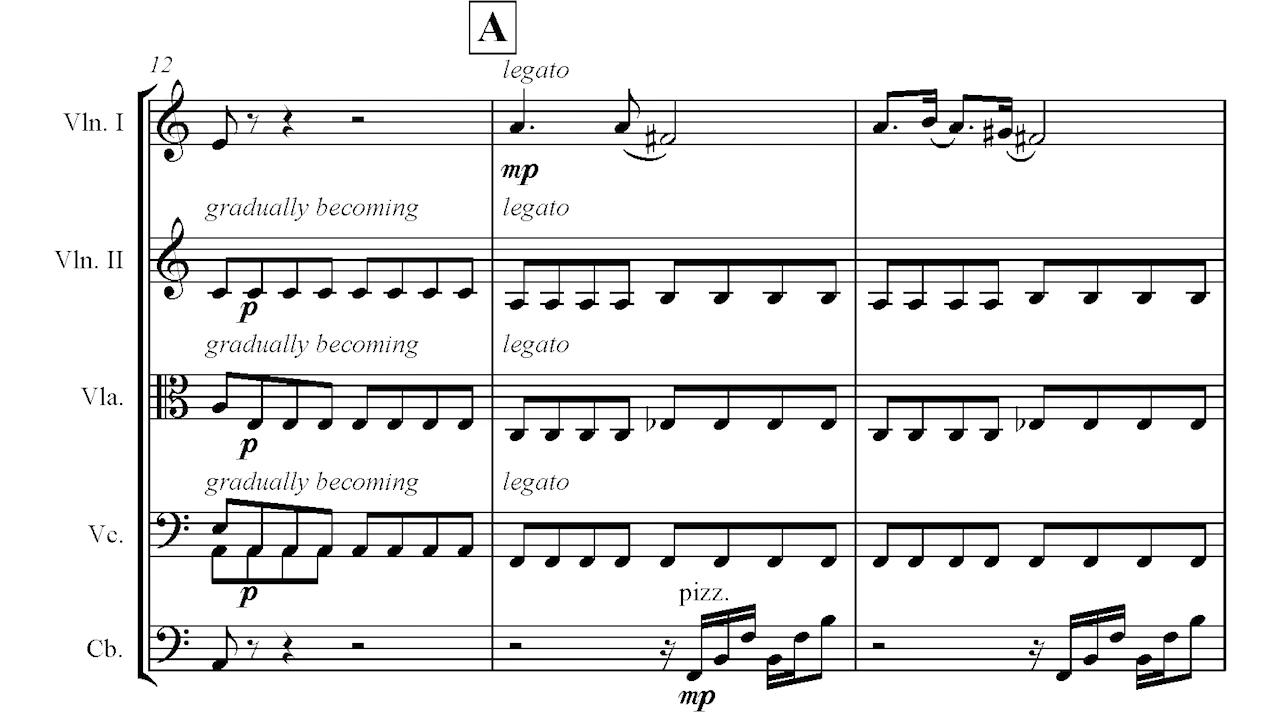 A
12
legato
Vln. I
mp
gradually becoming legato
Vln. II
p
gradually becoming legato
Vla.
p
gradually becoming legato
Vc.
p
pizz.
Cb.
mp